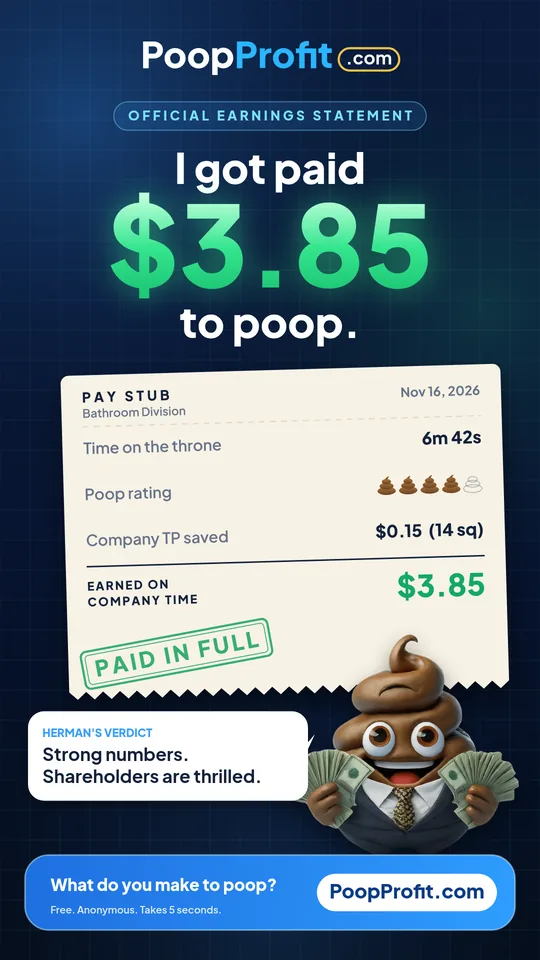 PoopProfit .com
OFFICIAL EARNINGS STATEMENT
I got paid
$3.85
to poop.
PAY STUB
Nov 16, 2026
Bathroom Division
Time on the throne
6m 42s
Poop rating
Company TP saved
$0.15 (14 sq)
EARNED ON
COMPANY TIME
$3.85
PAID IN FULL
HERMAN'S VERDICT
Strong numbers.
Shareholders are thrilled.
What do you make to poop?
Free. Anonymous. Takes 5 seconds.
PoopProfit.com